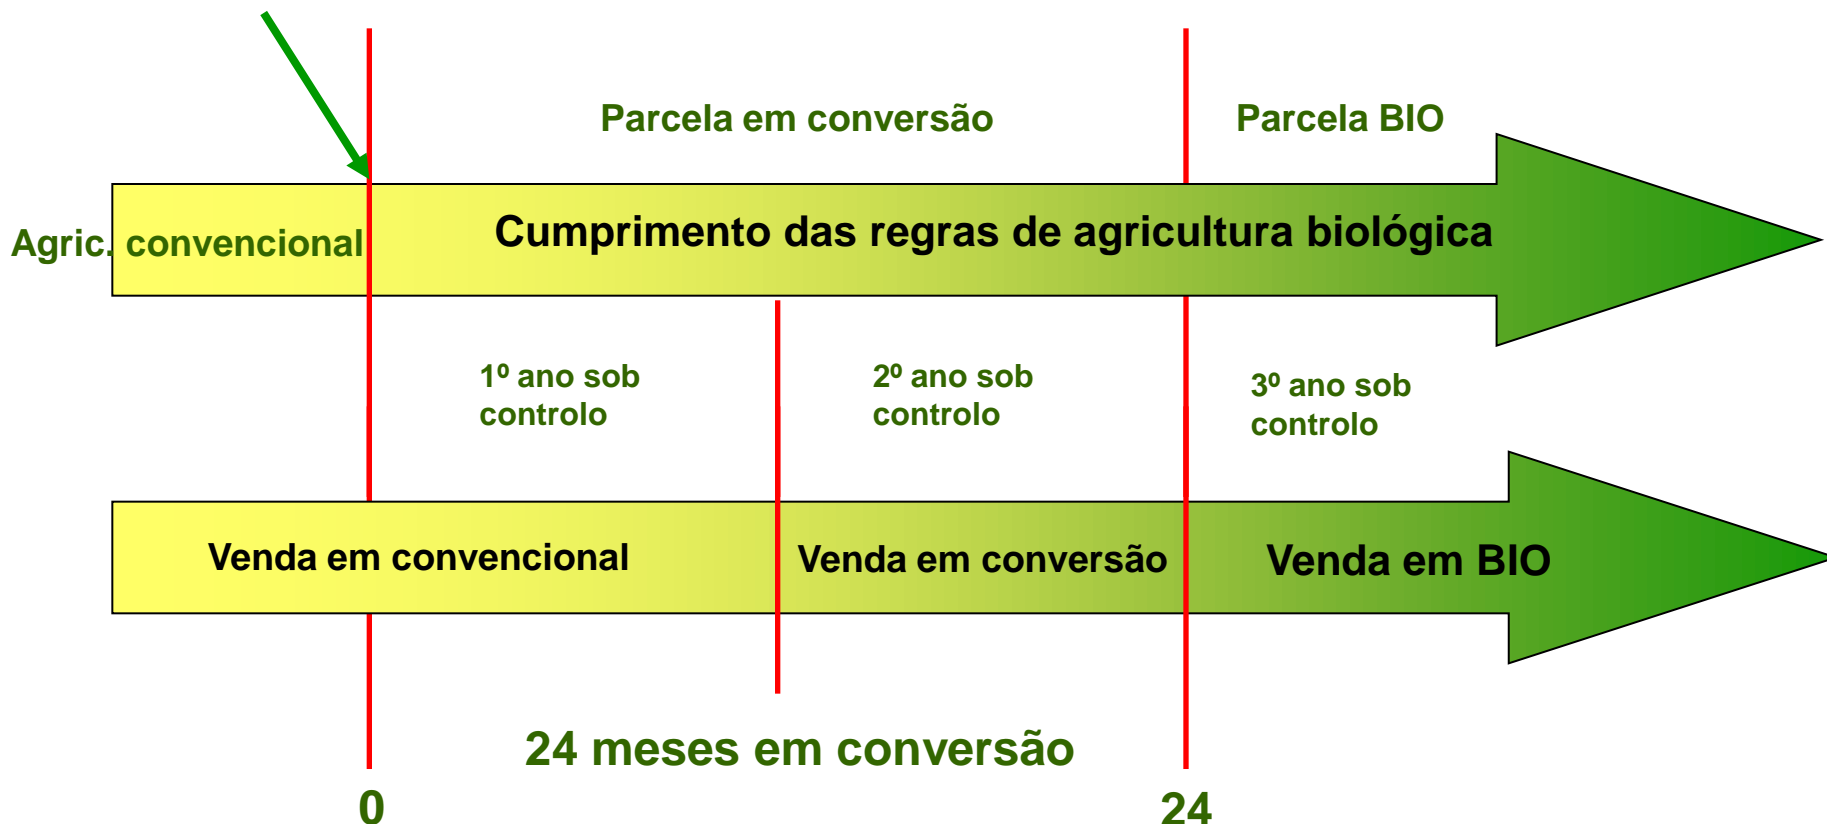 Parcela em conversão
Parcela BIO
Agric. convencional
Cumprimento das regras de agricultura biológica
1º ano sob
controlo
2º ano sob
controlo
3º ano sob
controlo
Venda em convencional
Venda em conversão
Venda em BIO
24 meses em conversão
0
24